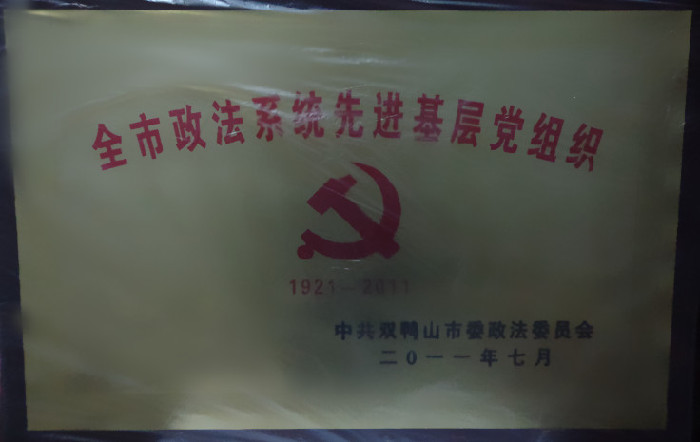 全市政法系统先进基层党组织
1921—2011
中共双鸭山市委政法委员会
二0一一年七月